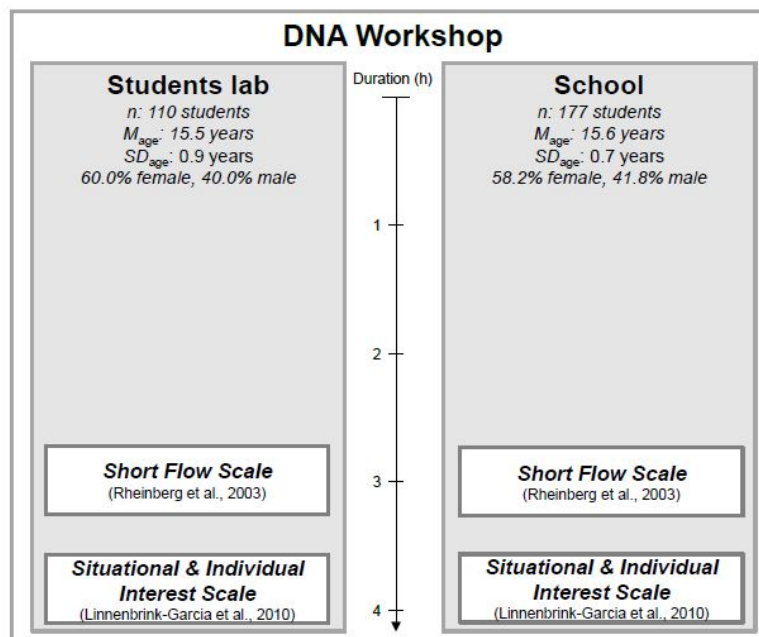 DNA Workshop
Students lab
n: 110 students
Mage: 15.5 years
SDage: 0.9 years
60.0% female, 40.0% male
Short Flow Scale
(Rheinberg et al., 2003)
Situational & Individual
Interest Scale
(Linnenbrink-Garcia et al., 2010)
Duration (h)
1
2
3
4
School
n: 177 students
Mage: 15.6 years
SDage: 0.7 years
58.2% female, 41.8% male
Short Flow Scale
(Rheinberg et al., 2003)
Situational & Individual
Interest Scale
(Linnenbrink-Garcia et al., 2010)